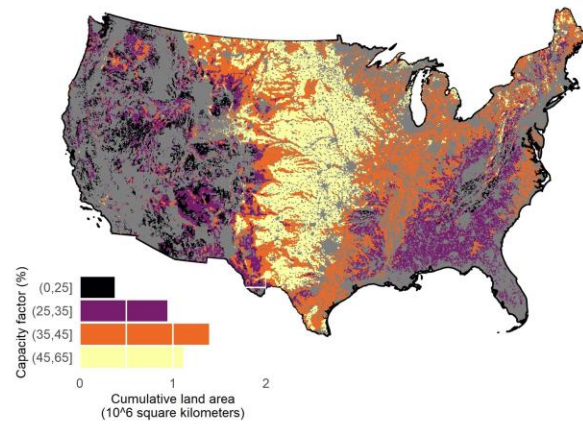 Capacity factor (%)
(0,25]
(25,35]
(35,45]
(45,65]
0 1 2
Cumulative land area
(10^6 square kilometers)